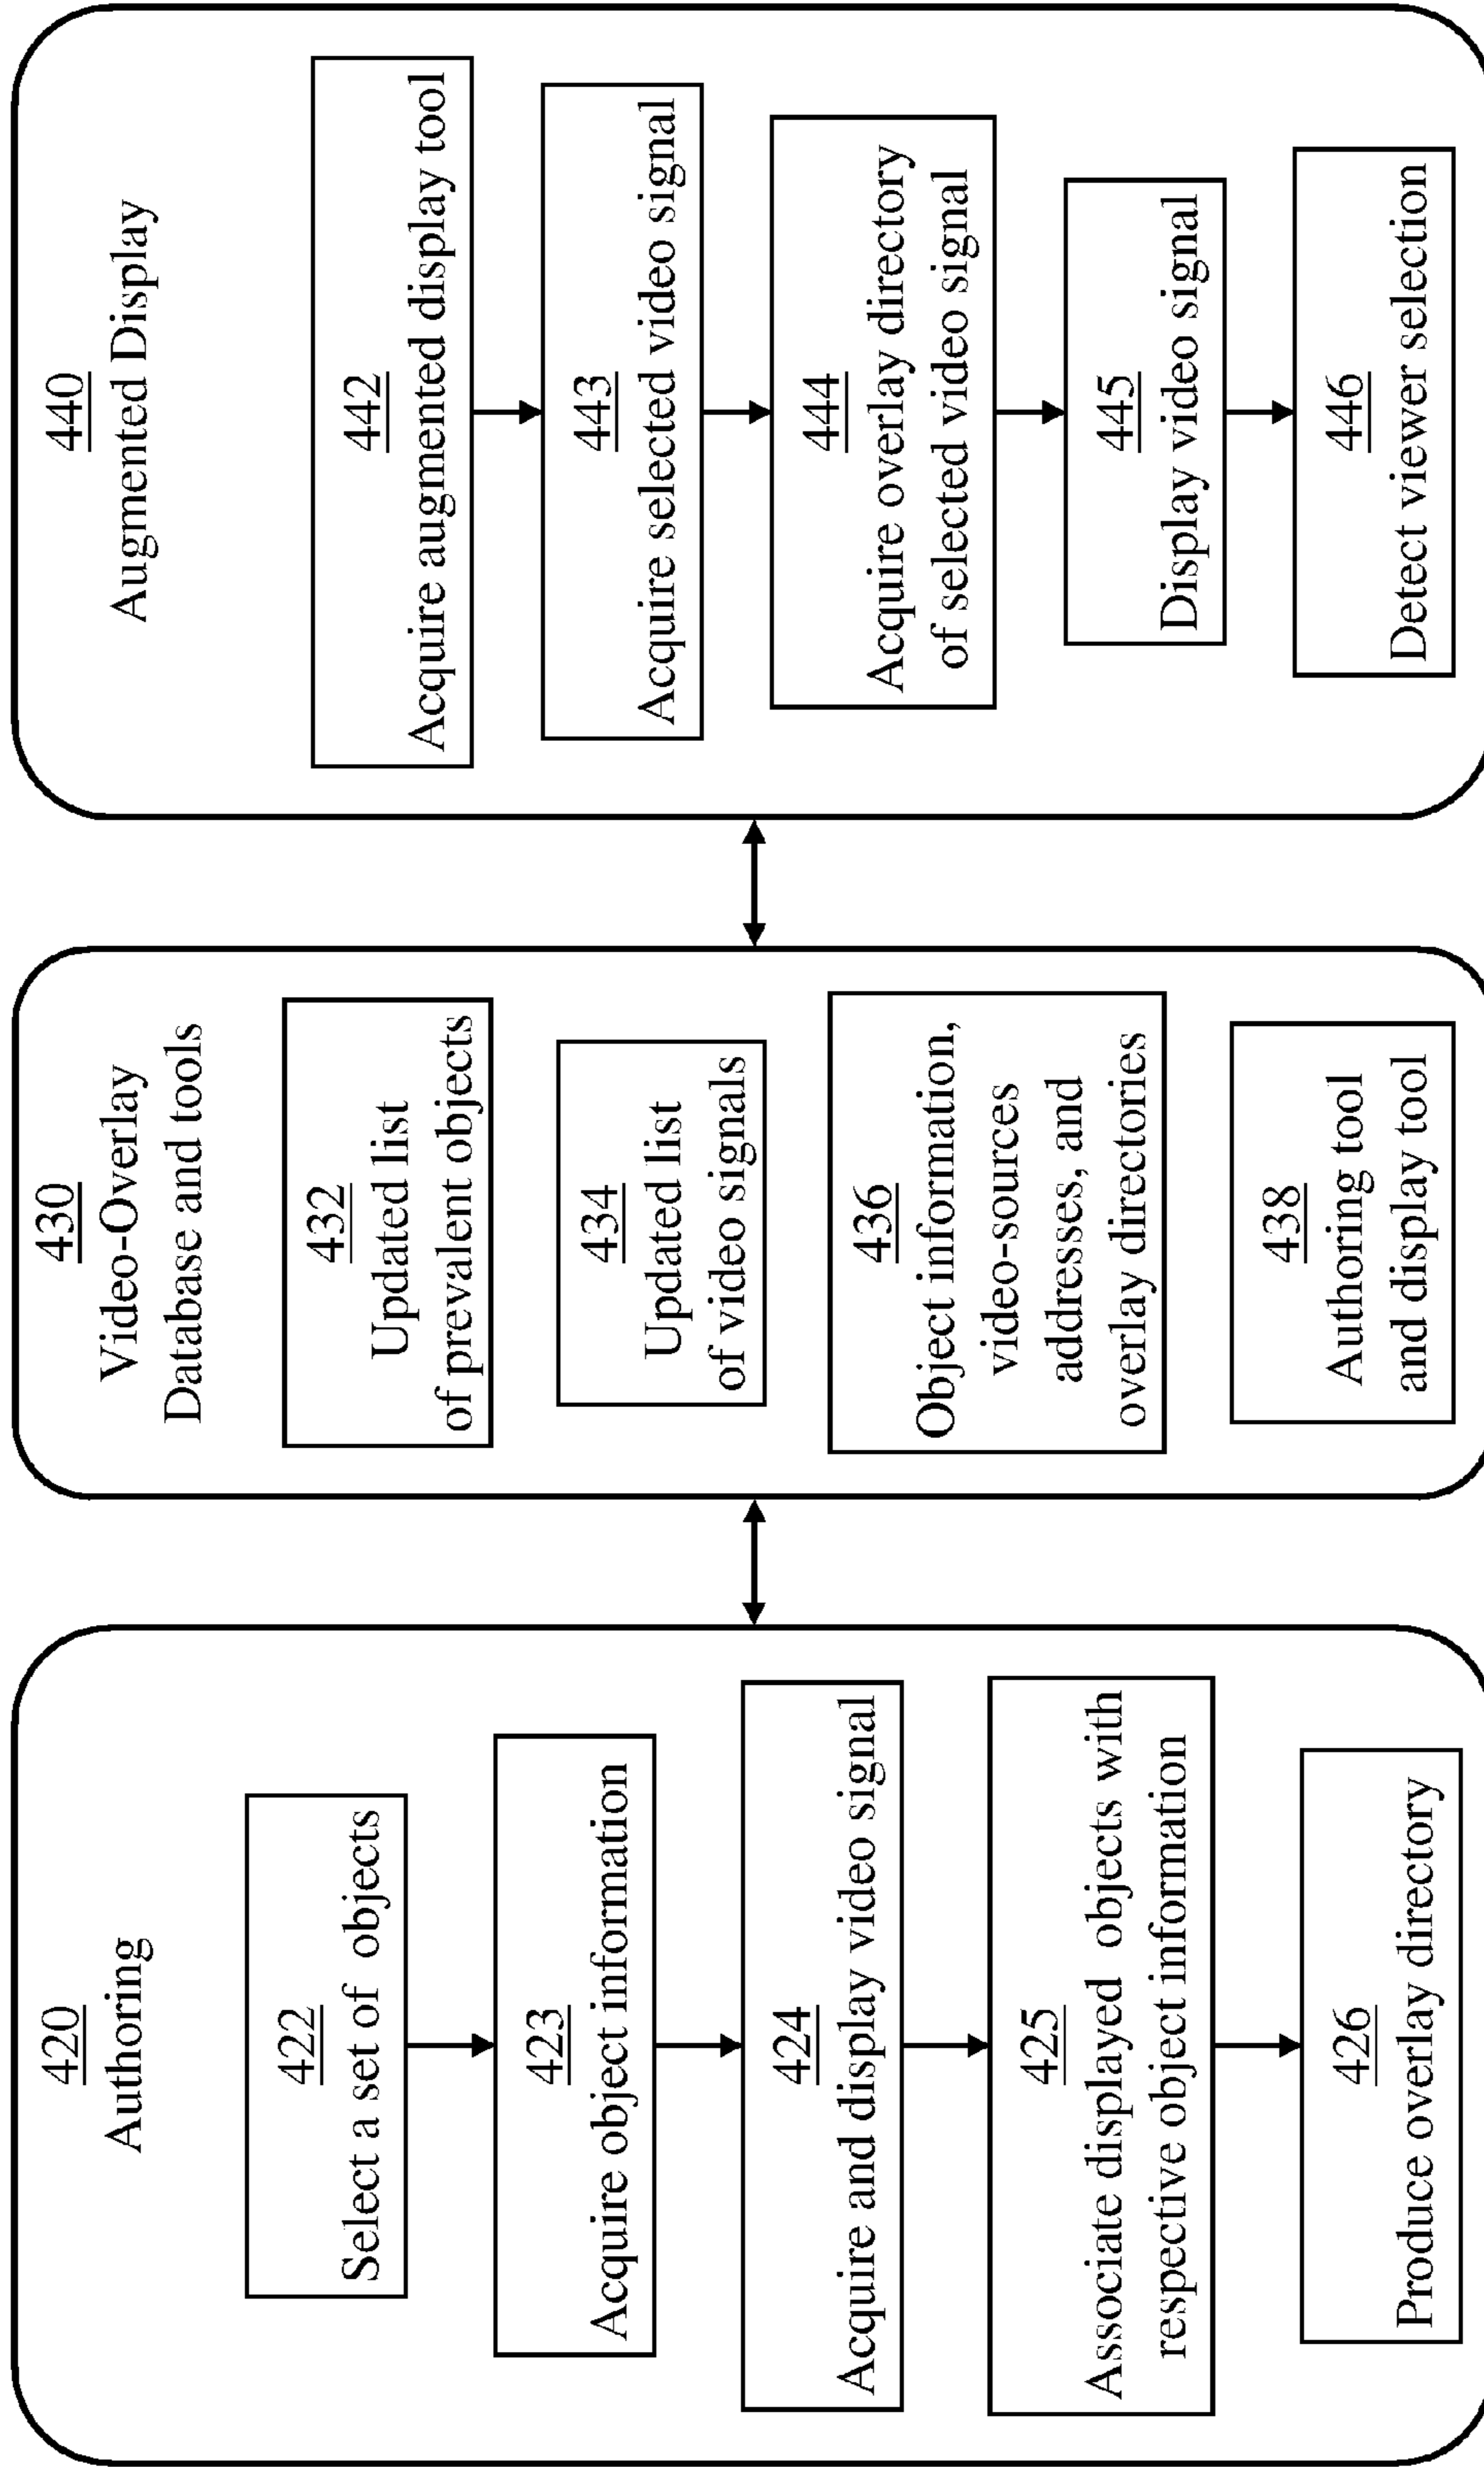 420
Authoring
422
Select a set of objects
423
Acquire object information
424
Acquire and display video signal
425
Associate displayed objects with
respective object information
426
Produce overlay directory
430
Video-Overlay
Database and tools
432
Updated list
of prevalent objects
434
Updated list
of video signals
436
Object information,
video-sources
addresses, and
overlay directories
438
Authoring tool
and display tool
440
Augmented Display
442
Acquire augmented display tool
443
Acquire selected video signal
444
Acquire overlay directory
of selected video signal
445
Display video signal
446
Detect viewer selection